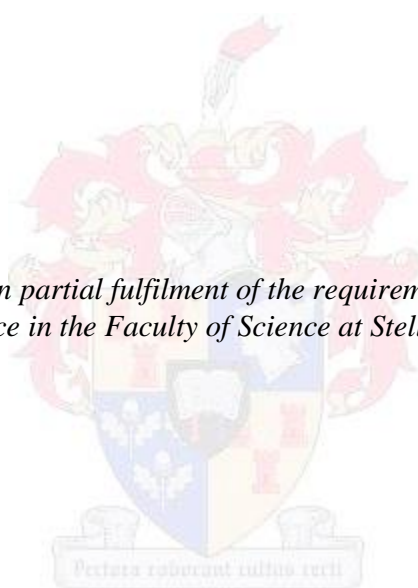 n partial fulfilment of the requirem
ce in the Faculty of Science at Stell
Pectora roborant cultus recti